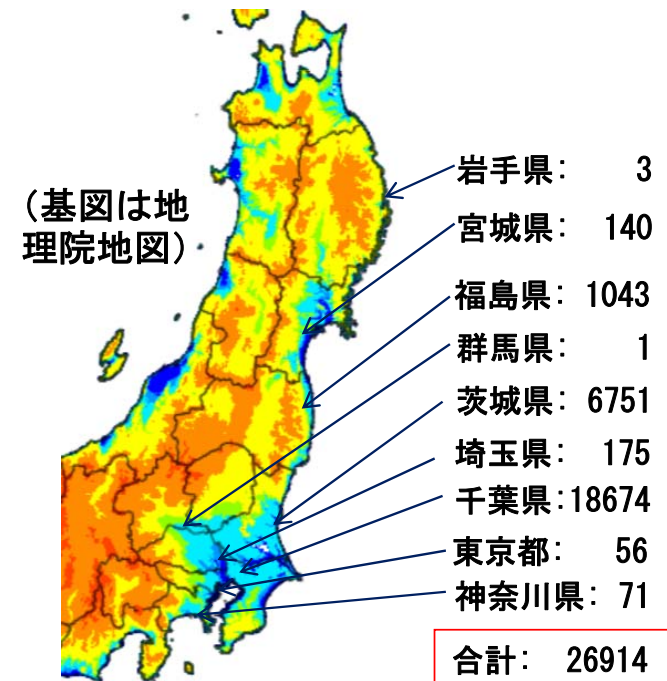 (基図は地
理院地図)
岩手県: 3
宮城県: 140
福島県: 1043
群馬県: 1
茨城県: 6751
埼玉県: 175
千葉県:18674
東京都: 56
神奈川県: 71
合計: 26914